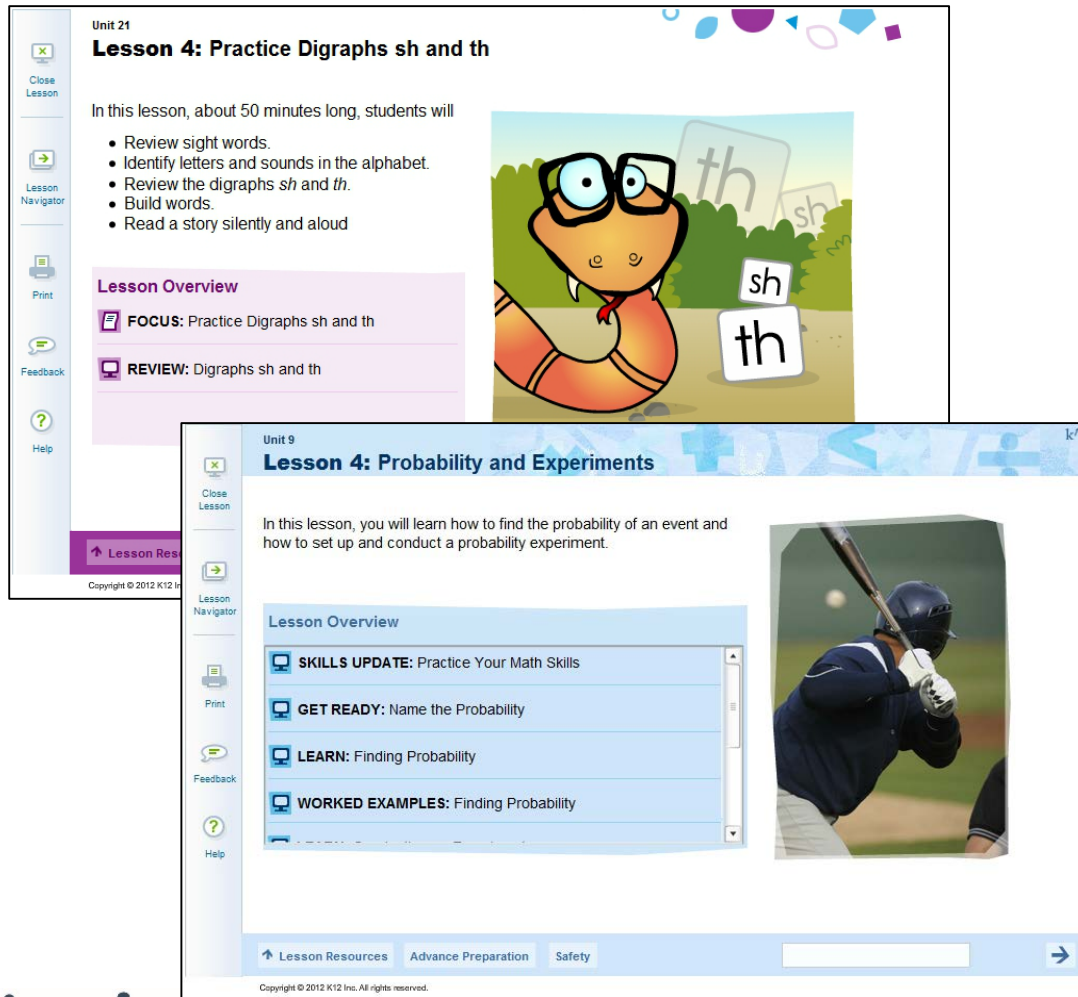 Unit 21
Lesson 4: Practice Digraphs sh and th
Close
Lesson
Lesson
Navigator
Print
Feedback
Help
In this lesson, about 50 minutes long, students will
• Review sight words.
• Identify letters and sounds in the alphabet.
• Review the digraphs sh and th.
• Build words.
• Read a story silently and aloud
Lesson Overview
FOCUS: Practice Digraphs sh and th
REVIEW: Digraphs sh and th
th
sh
sh
th
Lesson
Copyright © 2012 K12
Unit 9
Lesson 4: Probability and Experiments
Close
Lesson
Lesson
Navigator
Print
Feedback
Help
In this lesson, you will learn how to find the probability of an event and
how to set up and conduct a probability experiment.
Lesson Overview
SKILLS UPDATE: Practice Your Math Skills
GET READY: Name the Probability
LEARN: Finding Probability
WORKED EXAMPLES: Finding Probability
Lesson Resources Advance Preparation Safety
Copyright © 2012 K12 Inc. All rights reserved.